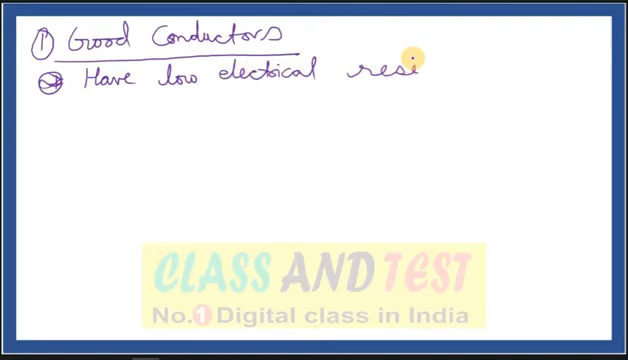 ① Good Conductors
Have low electrical resi
CLASS AND TEST
No.1 Digital class in India